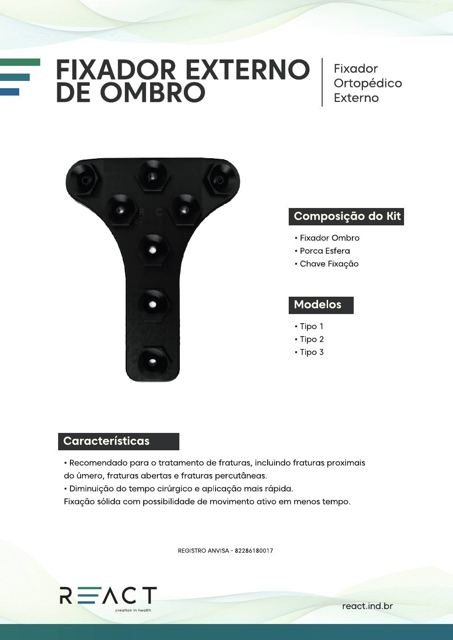 FIXADOR EXTERNO
DE OMBRO
Fixador
Ortopédico
Externo
Composição do Kit
• Fixador Ombro
• Porca Esfera
• Chave Fixação
Modelos
• Tipo 1
• Tipo 2
• Tipo 3
Características
• Recomendado para o tratamento de fraturas, incluindo fraturas proximais
do úmero, fraturas abertas e fraturas percutâneas.
• Diminuição do tempo cirúrgico e aplicação mais rápida.
Fixação sólida com possibilidade de movimento ativo em menos tempo.
REGISTRO ANVISA - 82286180017
REACT
creation in health
react.ind.br